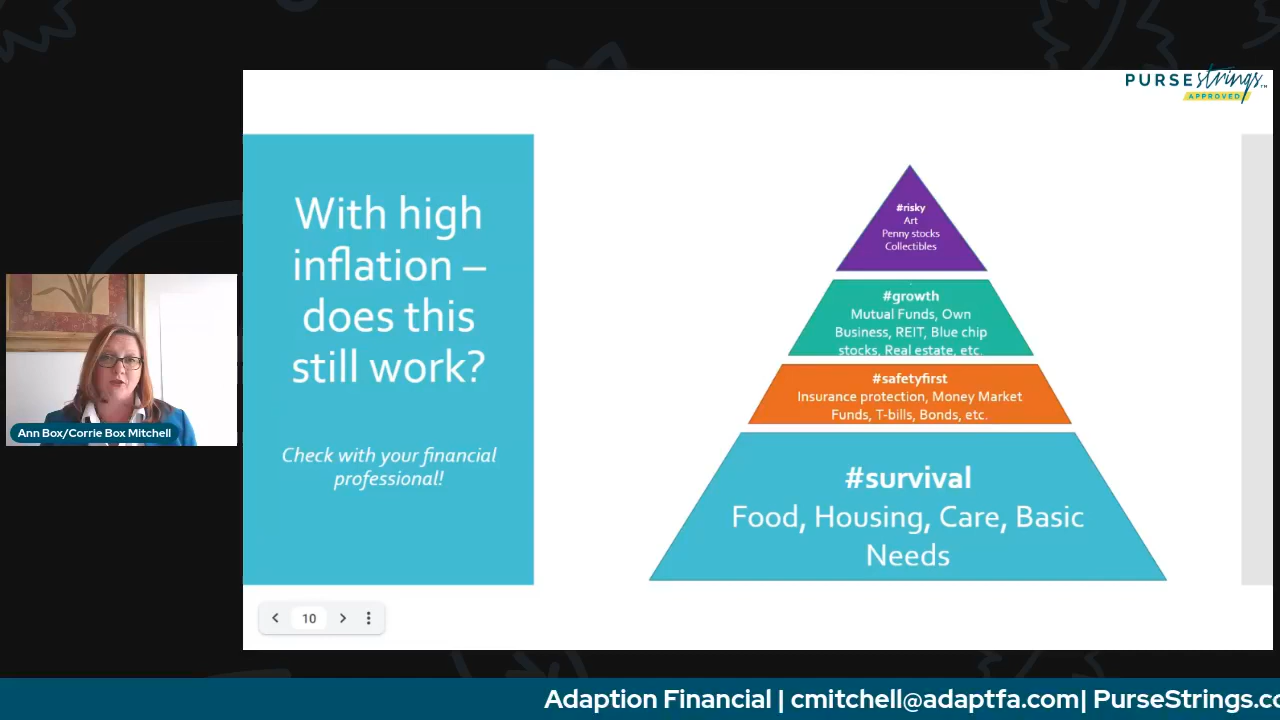 PURSEstrings™
APPROVED
With high
inflation –
does this
still work?
Check with your financial
professional!
#risky
Art
Penny stocks
Collectibles
#growth
Mutual Funds, Own
Business, REIT, Blue chip
stocks, Real estate, etc.
#safetyfirst
Insurance protection, Money Market
Funds, T-bills, Bonds, etc.
#survival
Food, Housing, Care, Basic
Needs
Ann Box/Corrie Box Mitchell
10
Adaption Financial | cmitchell@adaptfa.com| PurseStrings.co